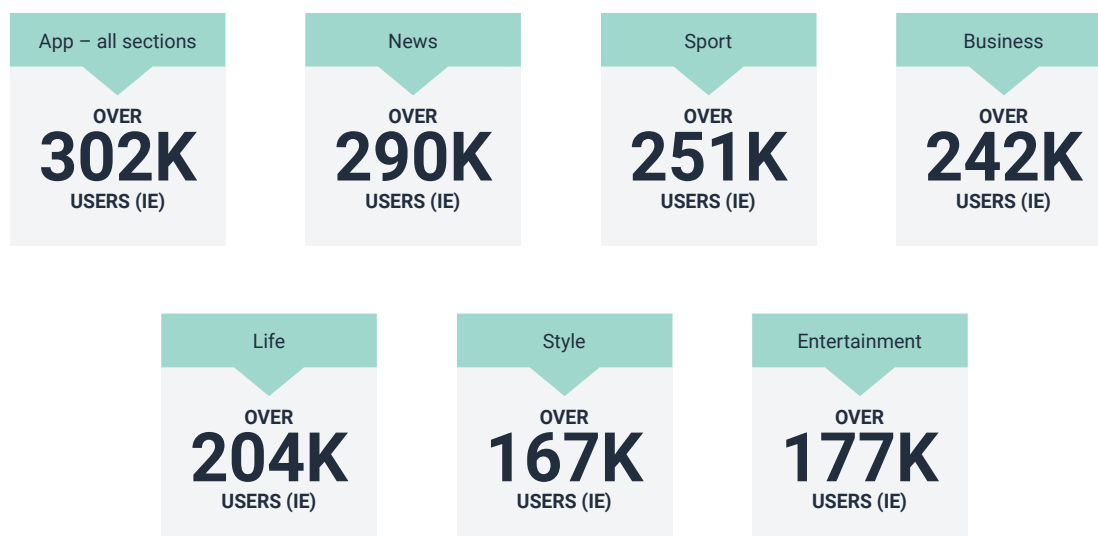 App – all sections
OVER
302K
USERS (IE)
News
OVER
290K
USERS (IE)
Sport
OVER
251K
USERS (IE)
Business
OVER
242K
USERS (IE)
Life
OVER
204K
USERS (IE)
Style
OVER
167K
USERS (IE)
Entertainment
OVER
177K
USERS (IE)